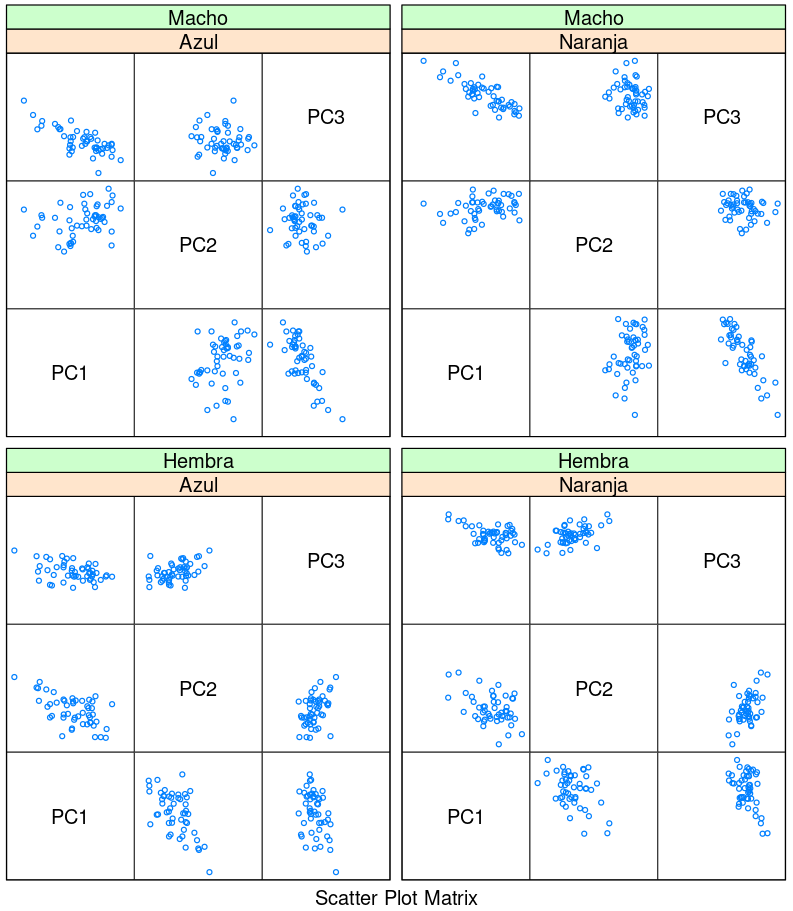 Macho
Azul
PC3
PC2
PC1
Macho
Naranja
PC3
PC2
PC1
Hembra
Azul
PC3
PC2
PC1
Hembra
Naranja
PC3
PC2
PC1
Scatter Plot Matrix